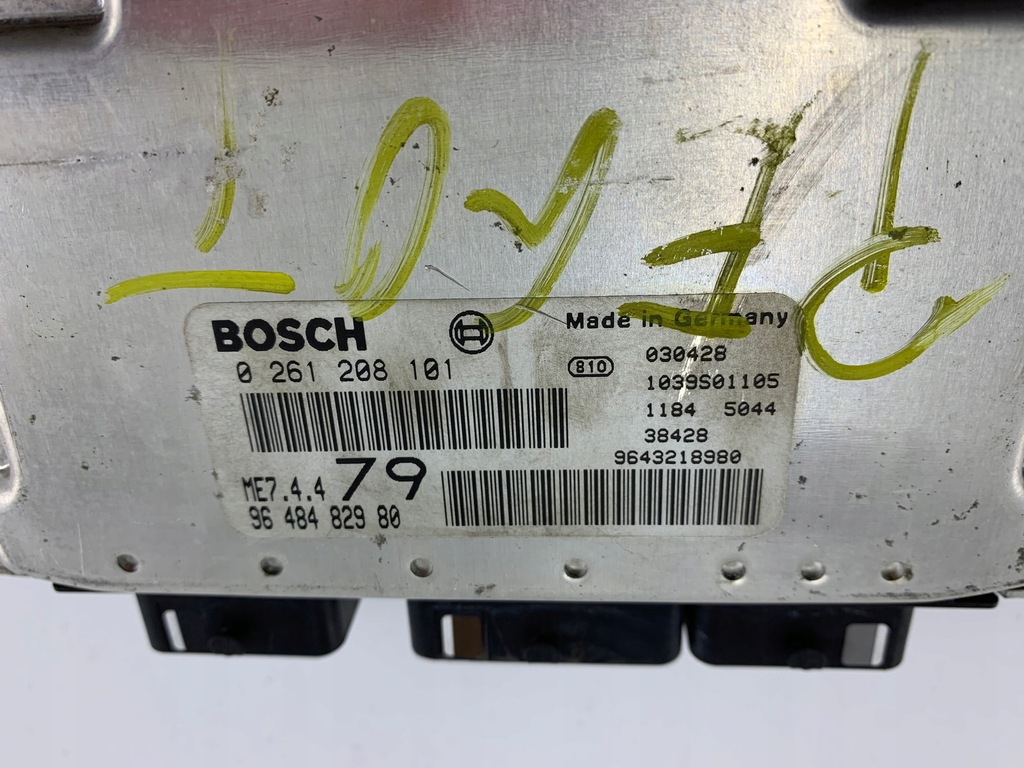 BOSCH
Made in Germany
0 261 208 101
810
030428
1039S01105
1184 5044
38428
9643218980
ME7.4.4 79
96 484 829 80